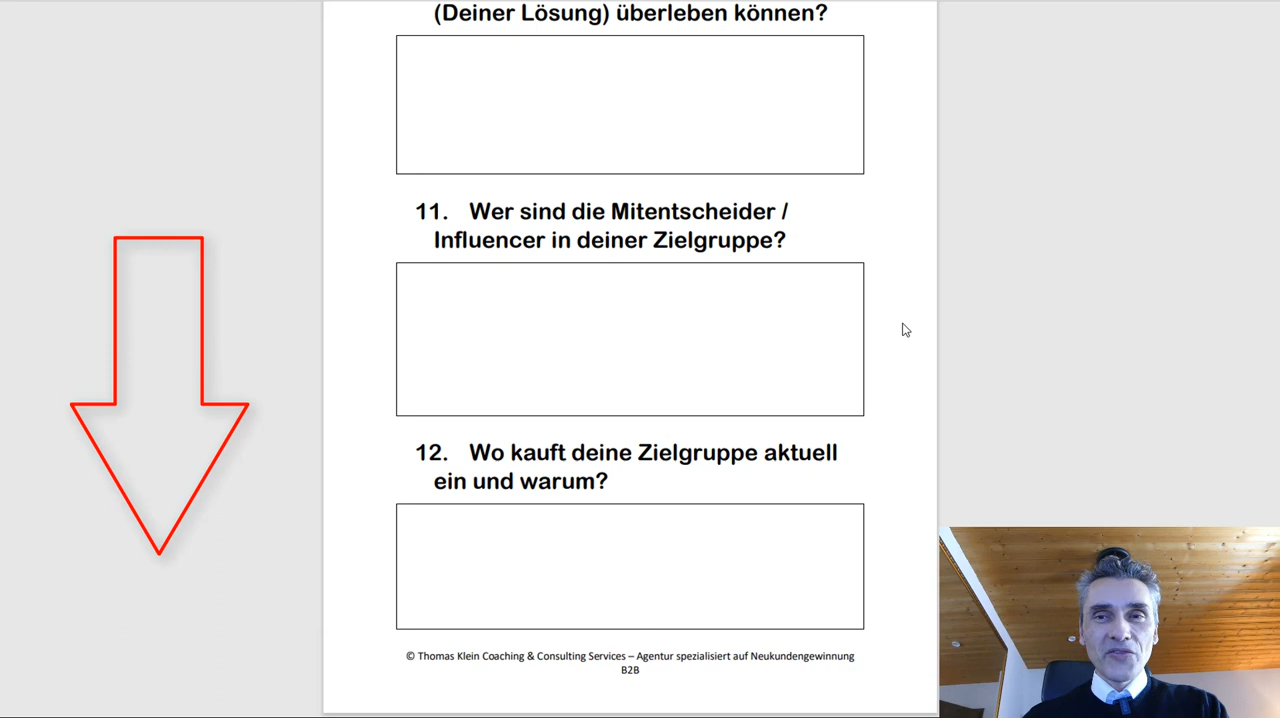 (Deiner Lösung) überleben können?
11. Wer sind die Mitentscheider /
Influencer in deiner Zielgruppe?
12. Wo kauft deine Zielgruppe aktuell
ein und warum?
© Thomas Klein Coaching & Consulting Services – Agentur spezialisiert auf Neukundengewinnung
B2B